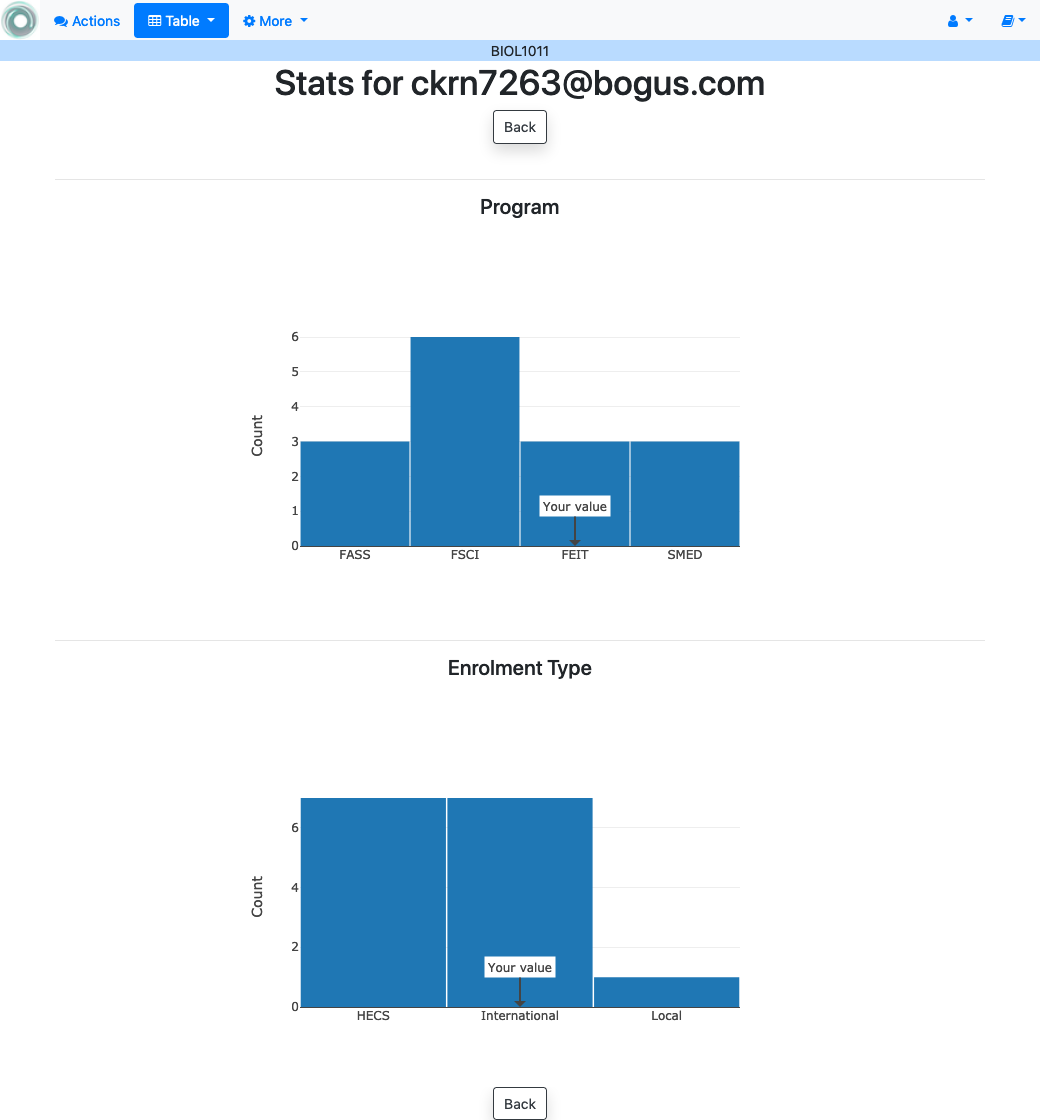 Actions Table More
BIOL1011
Stats for ckrn7263@bogus.com
Back
Program
Count
6
5
4
3
2
1
0
Your value
FASS FSCI FEIT SMED
Enrolment Type
Count
6
4
2
0
Your value
HECS International Local
Back